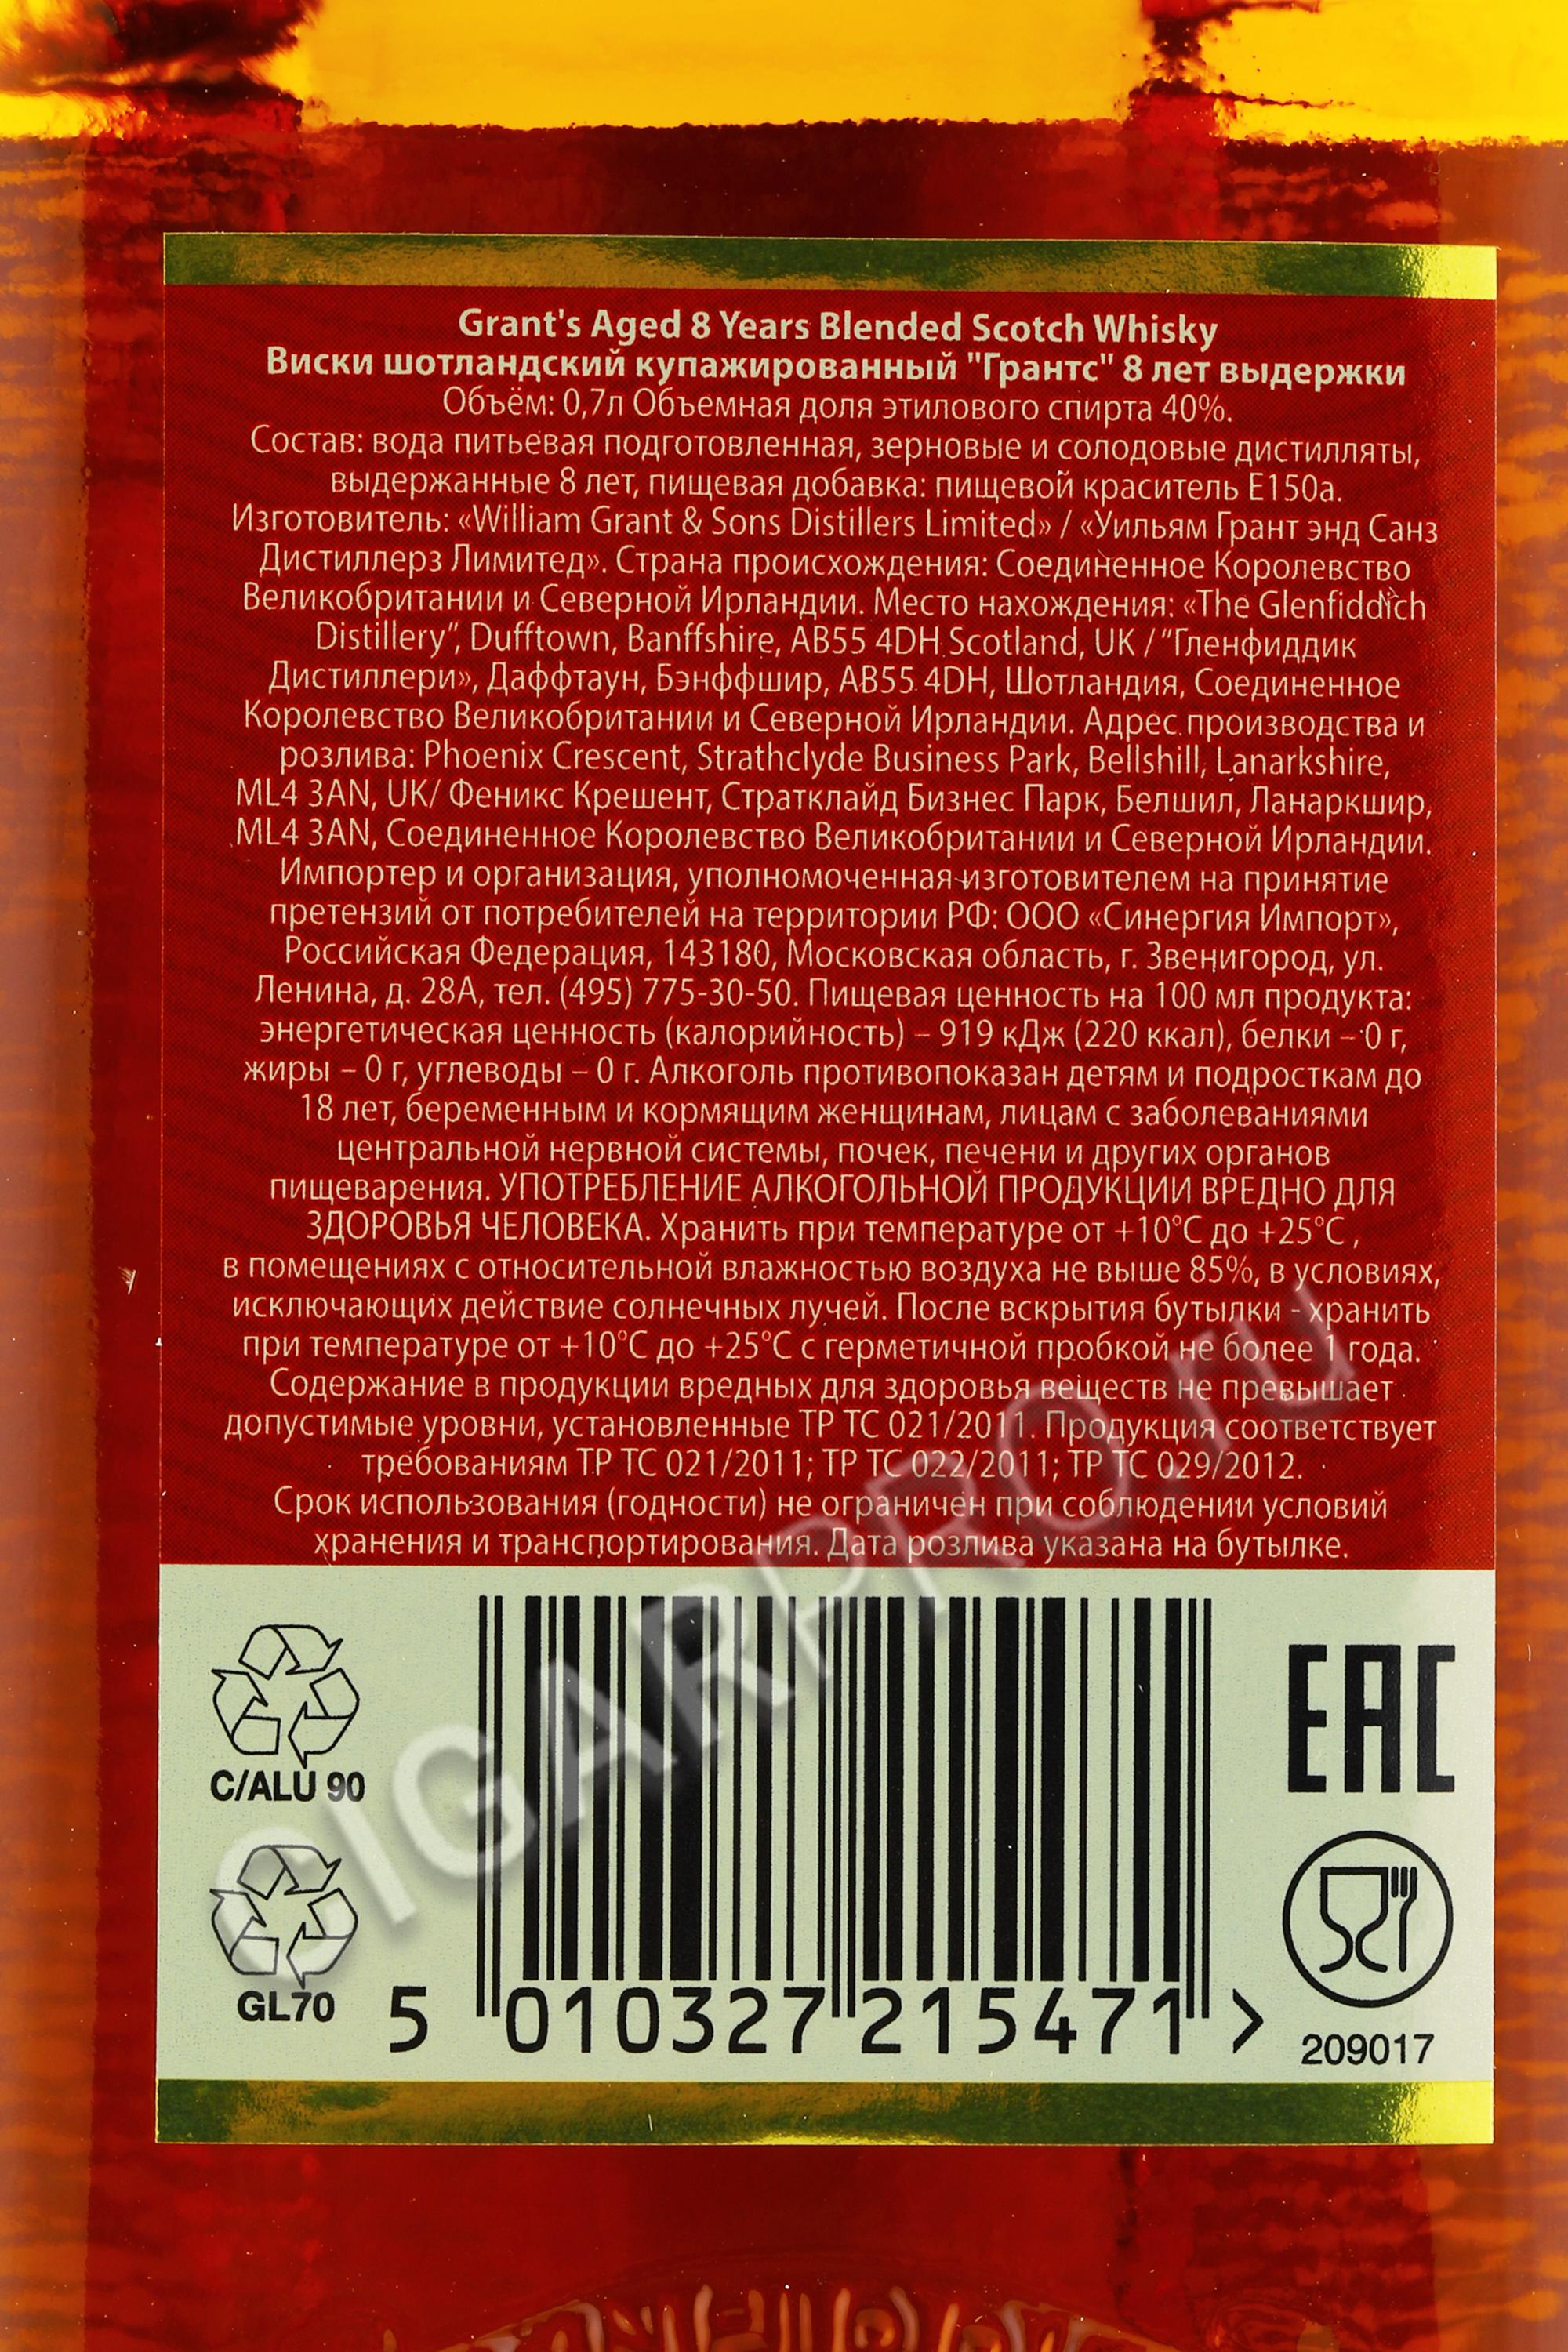 Grant's Aged 8 Years Blended Scotch Whisky
Виски шотландский купажированный "Грантс" 8 лет выдержки
Объём: 0,7л Объемная доля этилового спирта 40%.
Состав: вода питьевая подготовленная, зерновые и солодовые дистилляты,
выдержанные 8 лет, пищевая добавка: пищевой краситель Е150а.
Изготовитель: «William Grant & Sons Distillers Limited» / «Уильям Грант энд Санз
Дистиллерз Лимитед». Страна происхождения: Соединенное Королевство
Великобритании и Северной Ирландии. Место нахождения: «The Glenfiddich
Distillery”, Dufftown, Banffshire, AB55 4DH Scotland, UK / “Гленфиддик
Дистиллери», Даффтаун, Бэнффшир, AB55 4DH, Шотландия, Соединенное
Королевство Великобритании и Северной Ирландии. Адрес производства и
розлива: Phoenix Crescent, Strathclyde Business Park, Bellshill, Lanarkshire,
ML4 3AN, UK/ Феникс Крешент, Стратклайд Бизнес Парк, Белшил, Ланаркшир,
ML4 3AN, Соединенное Королевство Великобритании и Северной Ирландии.
Импортер и организация, уполномоченная изготовителем на принятие
претензий от потребителей на территории РФ: ООО «Синергия Импорт»,
Российская Федерация, 143180, Московская область, г. Звенигород, ул.
Ленина, д. 28А, тел. (495) 775-30-50. Пищевая ценность на 100 мл продукта:
энергетическая ценность (калорийность) – 919 кДж (220 ккал), белки – 0 г,
жиры – 0 г, углеводы – 0 г. Алкоголь противопоказан детям и подросткам до
18 лет, беременным и кормящим женщинам, лицам с заболеваниями
центральной нервной системы, почек, печени и других органов
пищеварения. УПОТРЕБЛЕНИЕ АЛКОГОЛЬНОЙ ПРОДУКЦИИ ВРЕДНО ДЛЯ
ЗДОРОВЬЯ ЧЕЛОВЕКА. Хранить при температуре от +10°С до +25°С,
в помещениях с относительной влажностью воздуха не выше 85%, в условиях,
исключающих действие солнечных лучей. После вскрытия бутылки - хранить
при температуре от +10°С до +25°С с герметичной пробкой не более 1 года.
Содержание в продукции вредных для здоровья веществ не превышает
допустимые уровни, установленные ТР ТС 021/2011. Продукция соответствует
требованиям ТР ТС 021/2011; ТР ТС 022/2011; ТР ТС 029/2012.
Срок использования (годности) не ограничен при соблюдении условий
хранения и транспортирования. Дата розлива указана на бутылке.
C/ALU 90
GL70
5 010327 215471 >
EAC
209017
CIGARPRO.ru